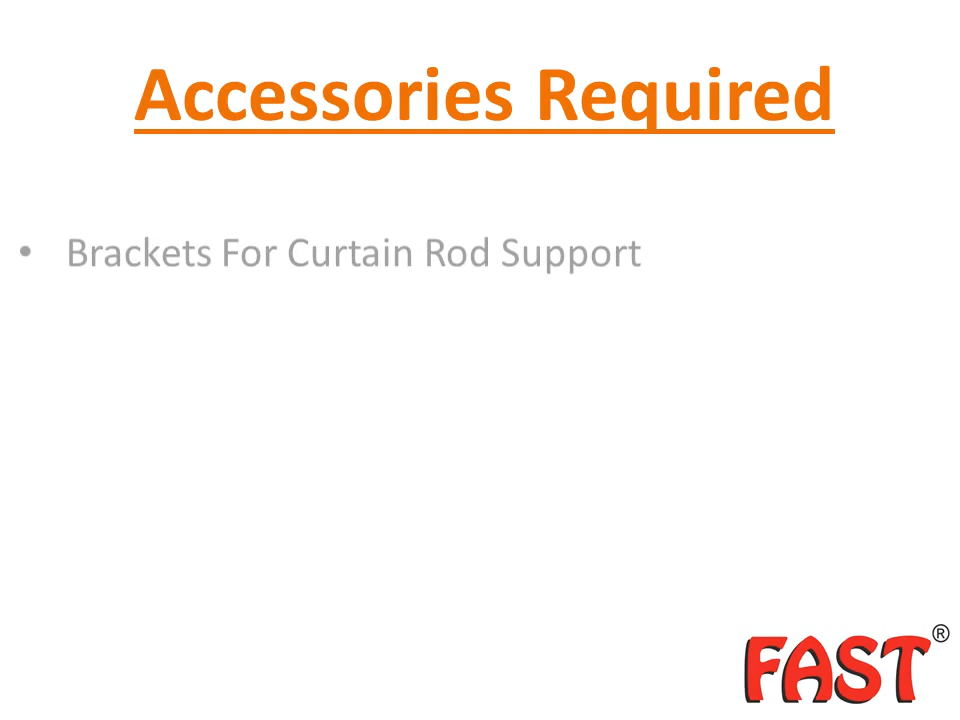 Accessories Required
• Brackets For Curtain Rod Support
FAST®